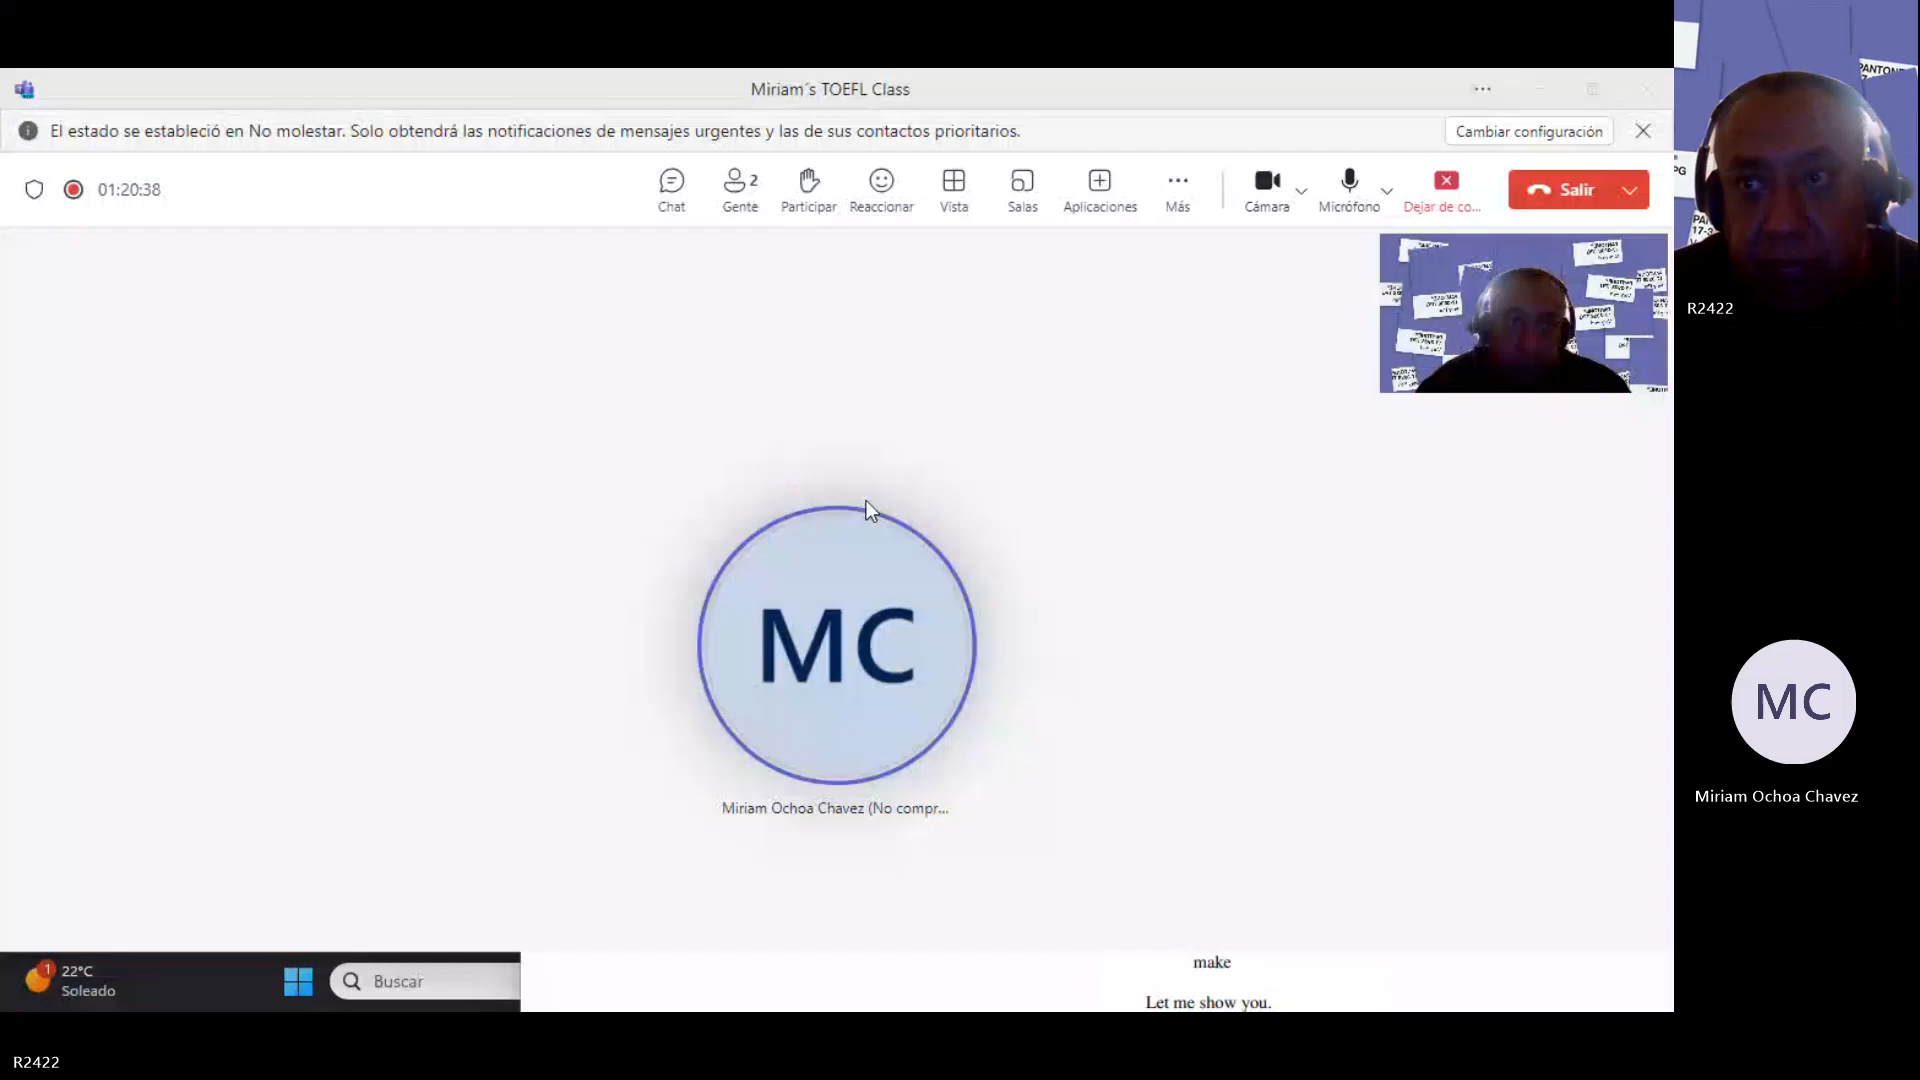 Miriam´s TOEFL Class
El estado se estableció en No molestar. Solo obtendrá las notificaciones de mensajes urgentes y las de sus contactos prioritarios.
Cambiar configuración
01:20:38
Chat
Gente
2
Participar
Reaccionar
Vista
Salas
Aplicaciones
Más
Cámara
Micrófono
Dejar de co...
Salir
PANTONE
R2422
MC
Miriam Ochoa Chavez (No compr...
MC
Miriam Ochoa Chavez
1
22°C
Soleado
Buscar
make
Let me show you.
R2422